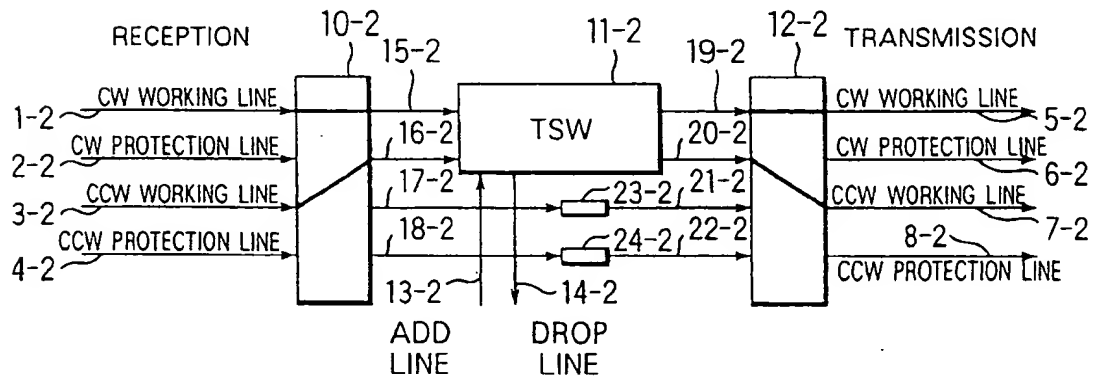 RECEPTION
10-2
15-2
11-2
19-2
12-2
TRANSMISSION
1-2
CW WORKING LINE
TSW
CW WORKING LINE
5-2
2-2
CW PROTECTION LINE
16-2
20-2
CW PROTECTION LINE
6-2
3-2
CCW WORKING LINE
17-2
23-2
21-2
CCW WORKING LINE
7-2
4-2
CCW PROTECTION LINE
18-2
24-2
22-2
8-2
CCW PROTECTION LINE
13-2
14-2
ADD
LINE
DROP
LINE